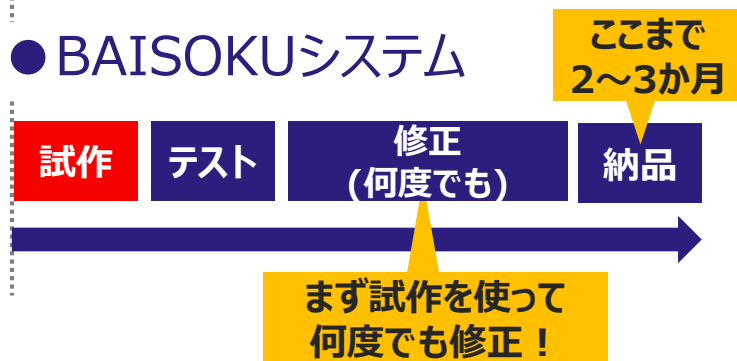 ●BAISOKUシステム
ここまで
2～3か月
試作
テスト
修正
(何度でも)
納品
まず試作を使って
何度でも修正！